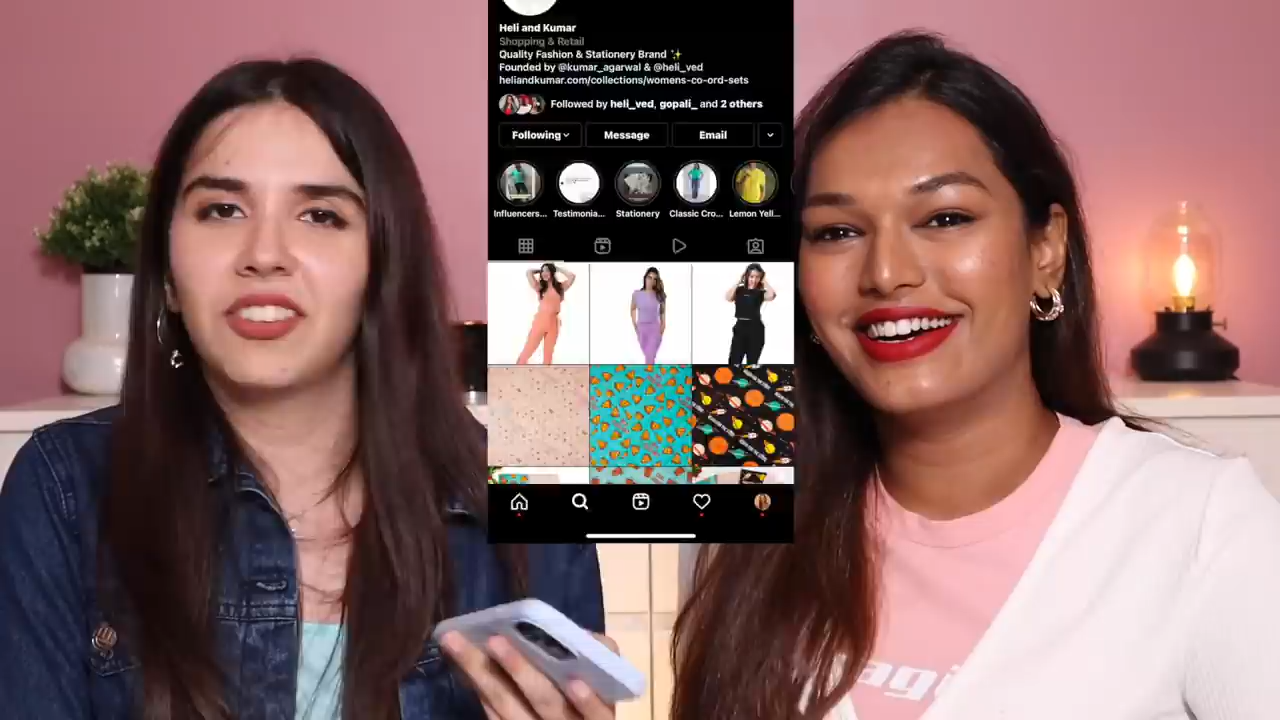 Heli and Kumar
Shopping & Retail
Quality Fashion & Stationery Brand ✨
Founded by @kumar_agarwal & @heli_ved
heliandkumar.com/collections/womens-co-ord-sets
Followed by heli_ved, gopali_ and 2 others
Following
Message
Email
Influencers...
Testimonia...
Stationery
Classic Cro...
Lemon Yell...